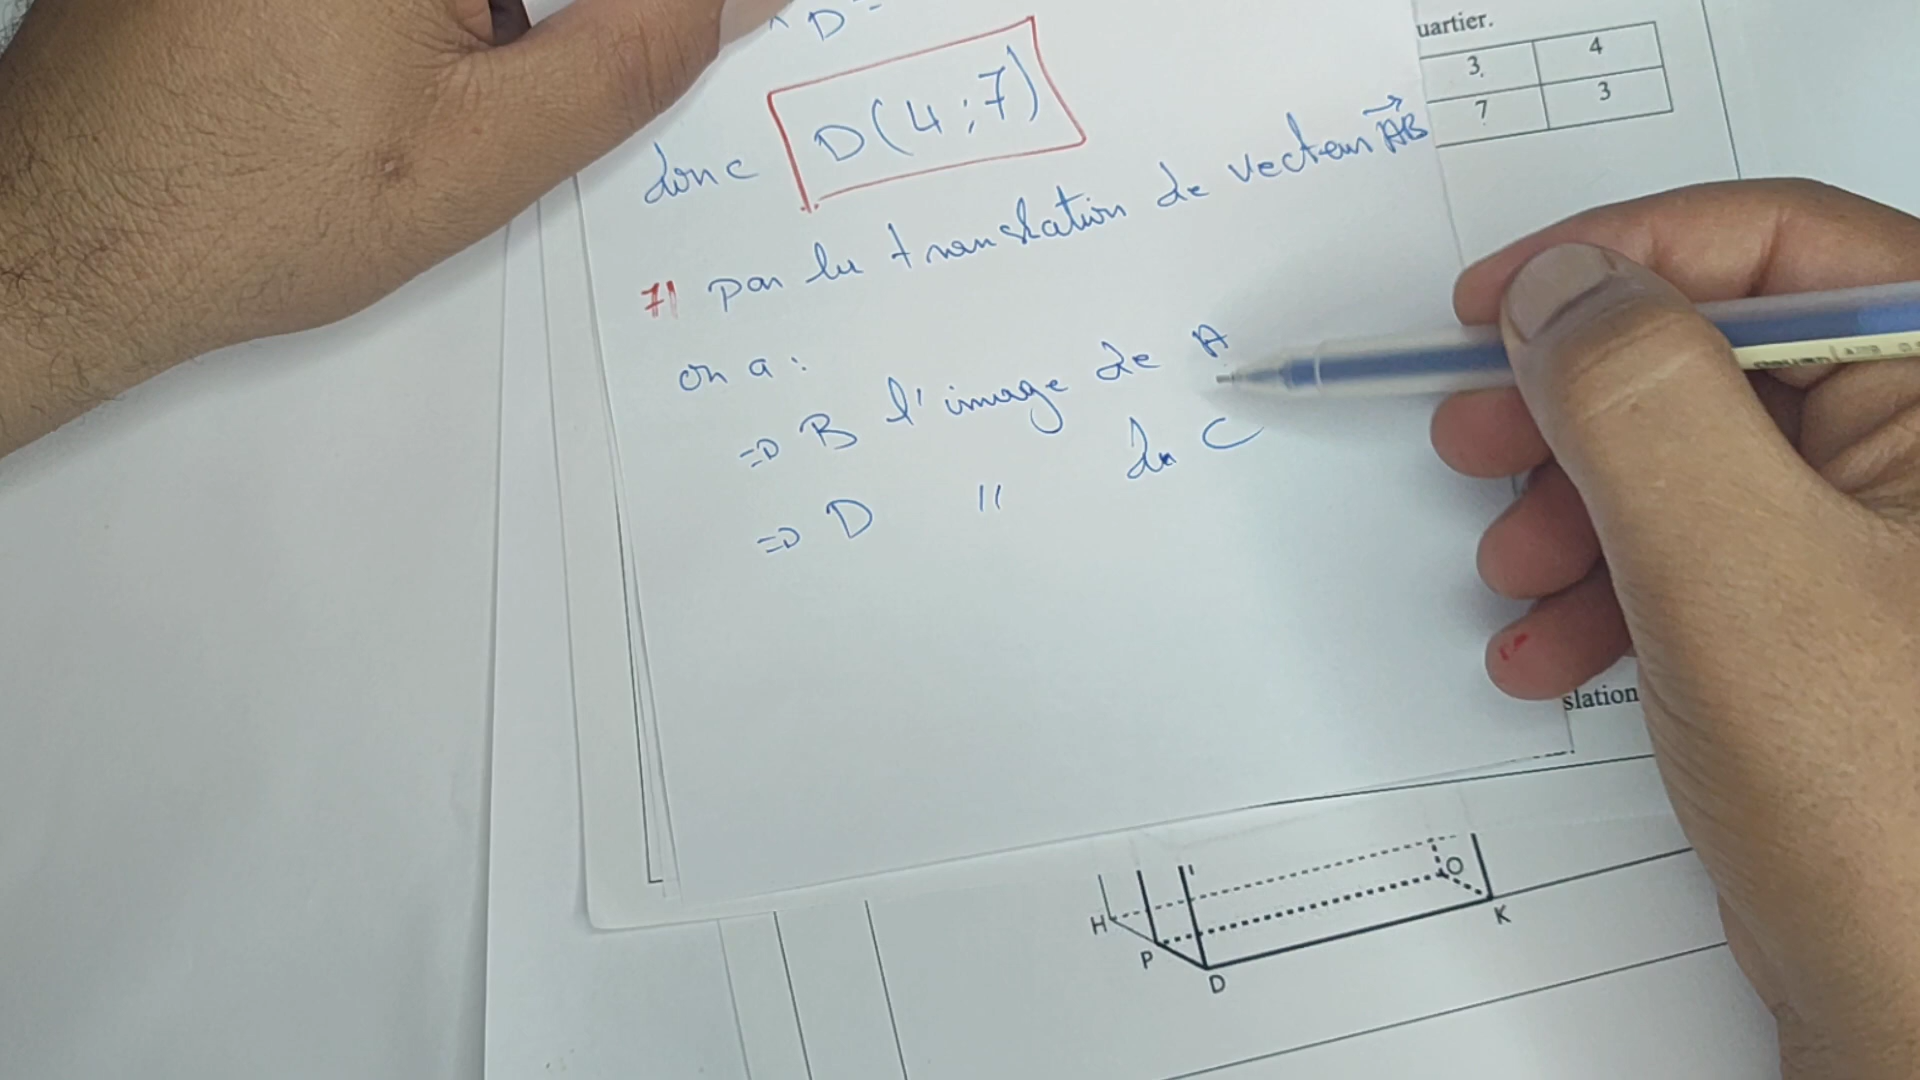 D
donc D(4;7)
7) par la translation de vecteur AB
on a :
=> B l'image de A
=> D " de C
uartier.
3. 4
7 3
slation
H P D K O